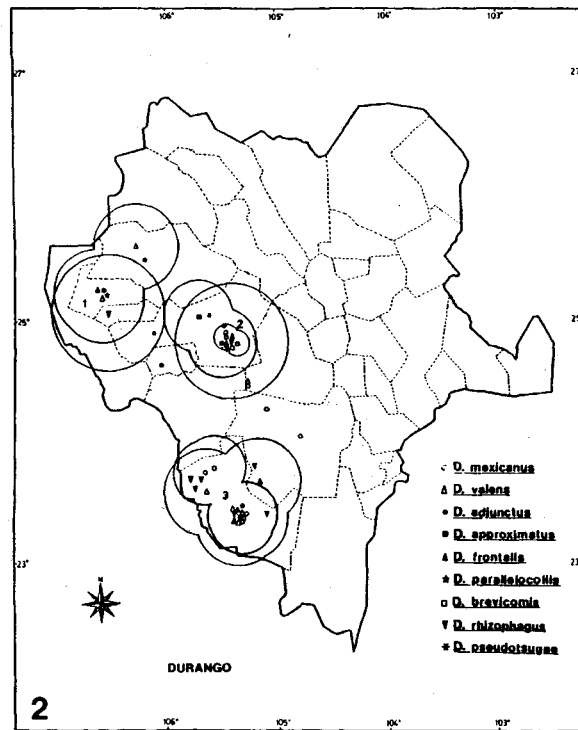 106° 105° 104° 103°
27° 27
25° 25
23° 23
1
2
3
D. mexicanus
D. valens
D. adjunctus
D. approximatus
D. frontalis
D. parallelocollis
D. brevicomis
D. rhizophagus
D. pseudotsugae
N
DURANGO
2
106° 105° 104° 103°